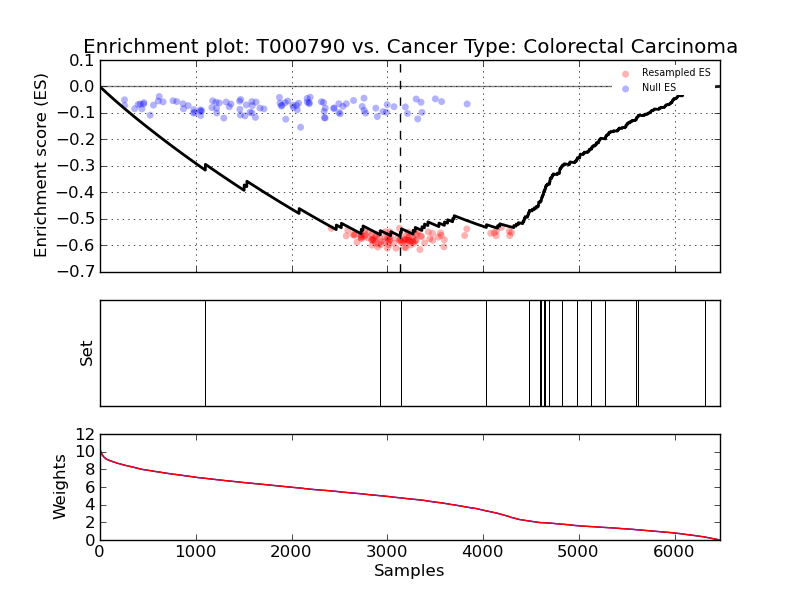 Enrichment plot: T000790 vs. Cancer Type: Colorectal Carcinoma
0.1
0.0
−0.1
−0.2
−0.3
−0.4
−0.5
−0.6
−0.7
Enrichment score (ES)
Resampled ES
Null ES
Set
12
10
8
6
4
2
0
Weights
0 1000 2000 3000 4000 5000 6000
Samples